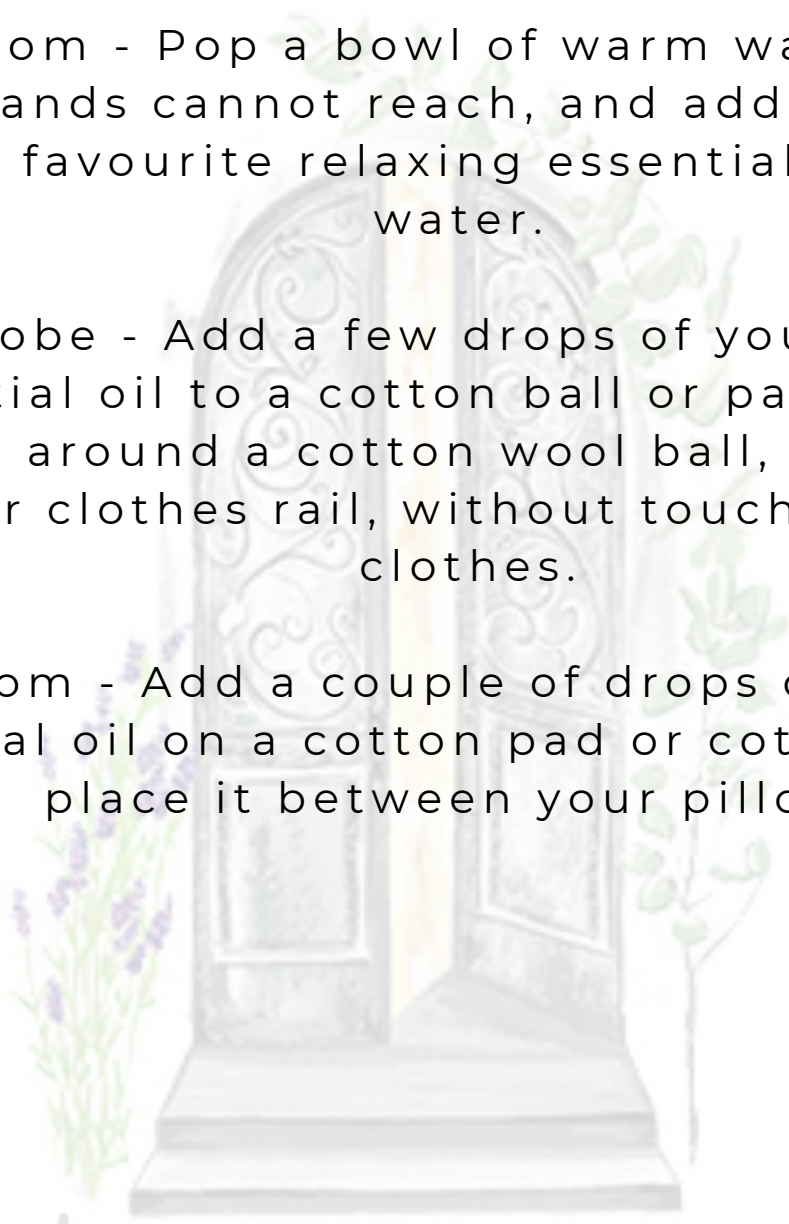 om - Pop a bowl of warm wa
ands cannot reach, and add
favourite relaxing essential
water.
obe - Add a few drops of you
tial oil to a cotton ball or pa
around a cotton wool ball,
r clothes rail, without touch
clothes.
om - Add a couple of drops o
al oil on a cotton pad or cot
place it between your pillo